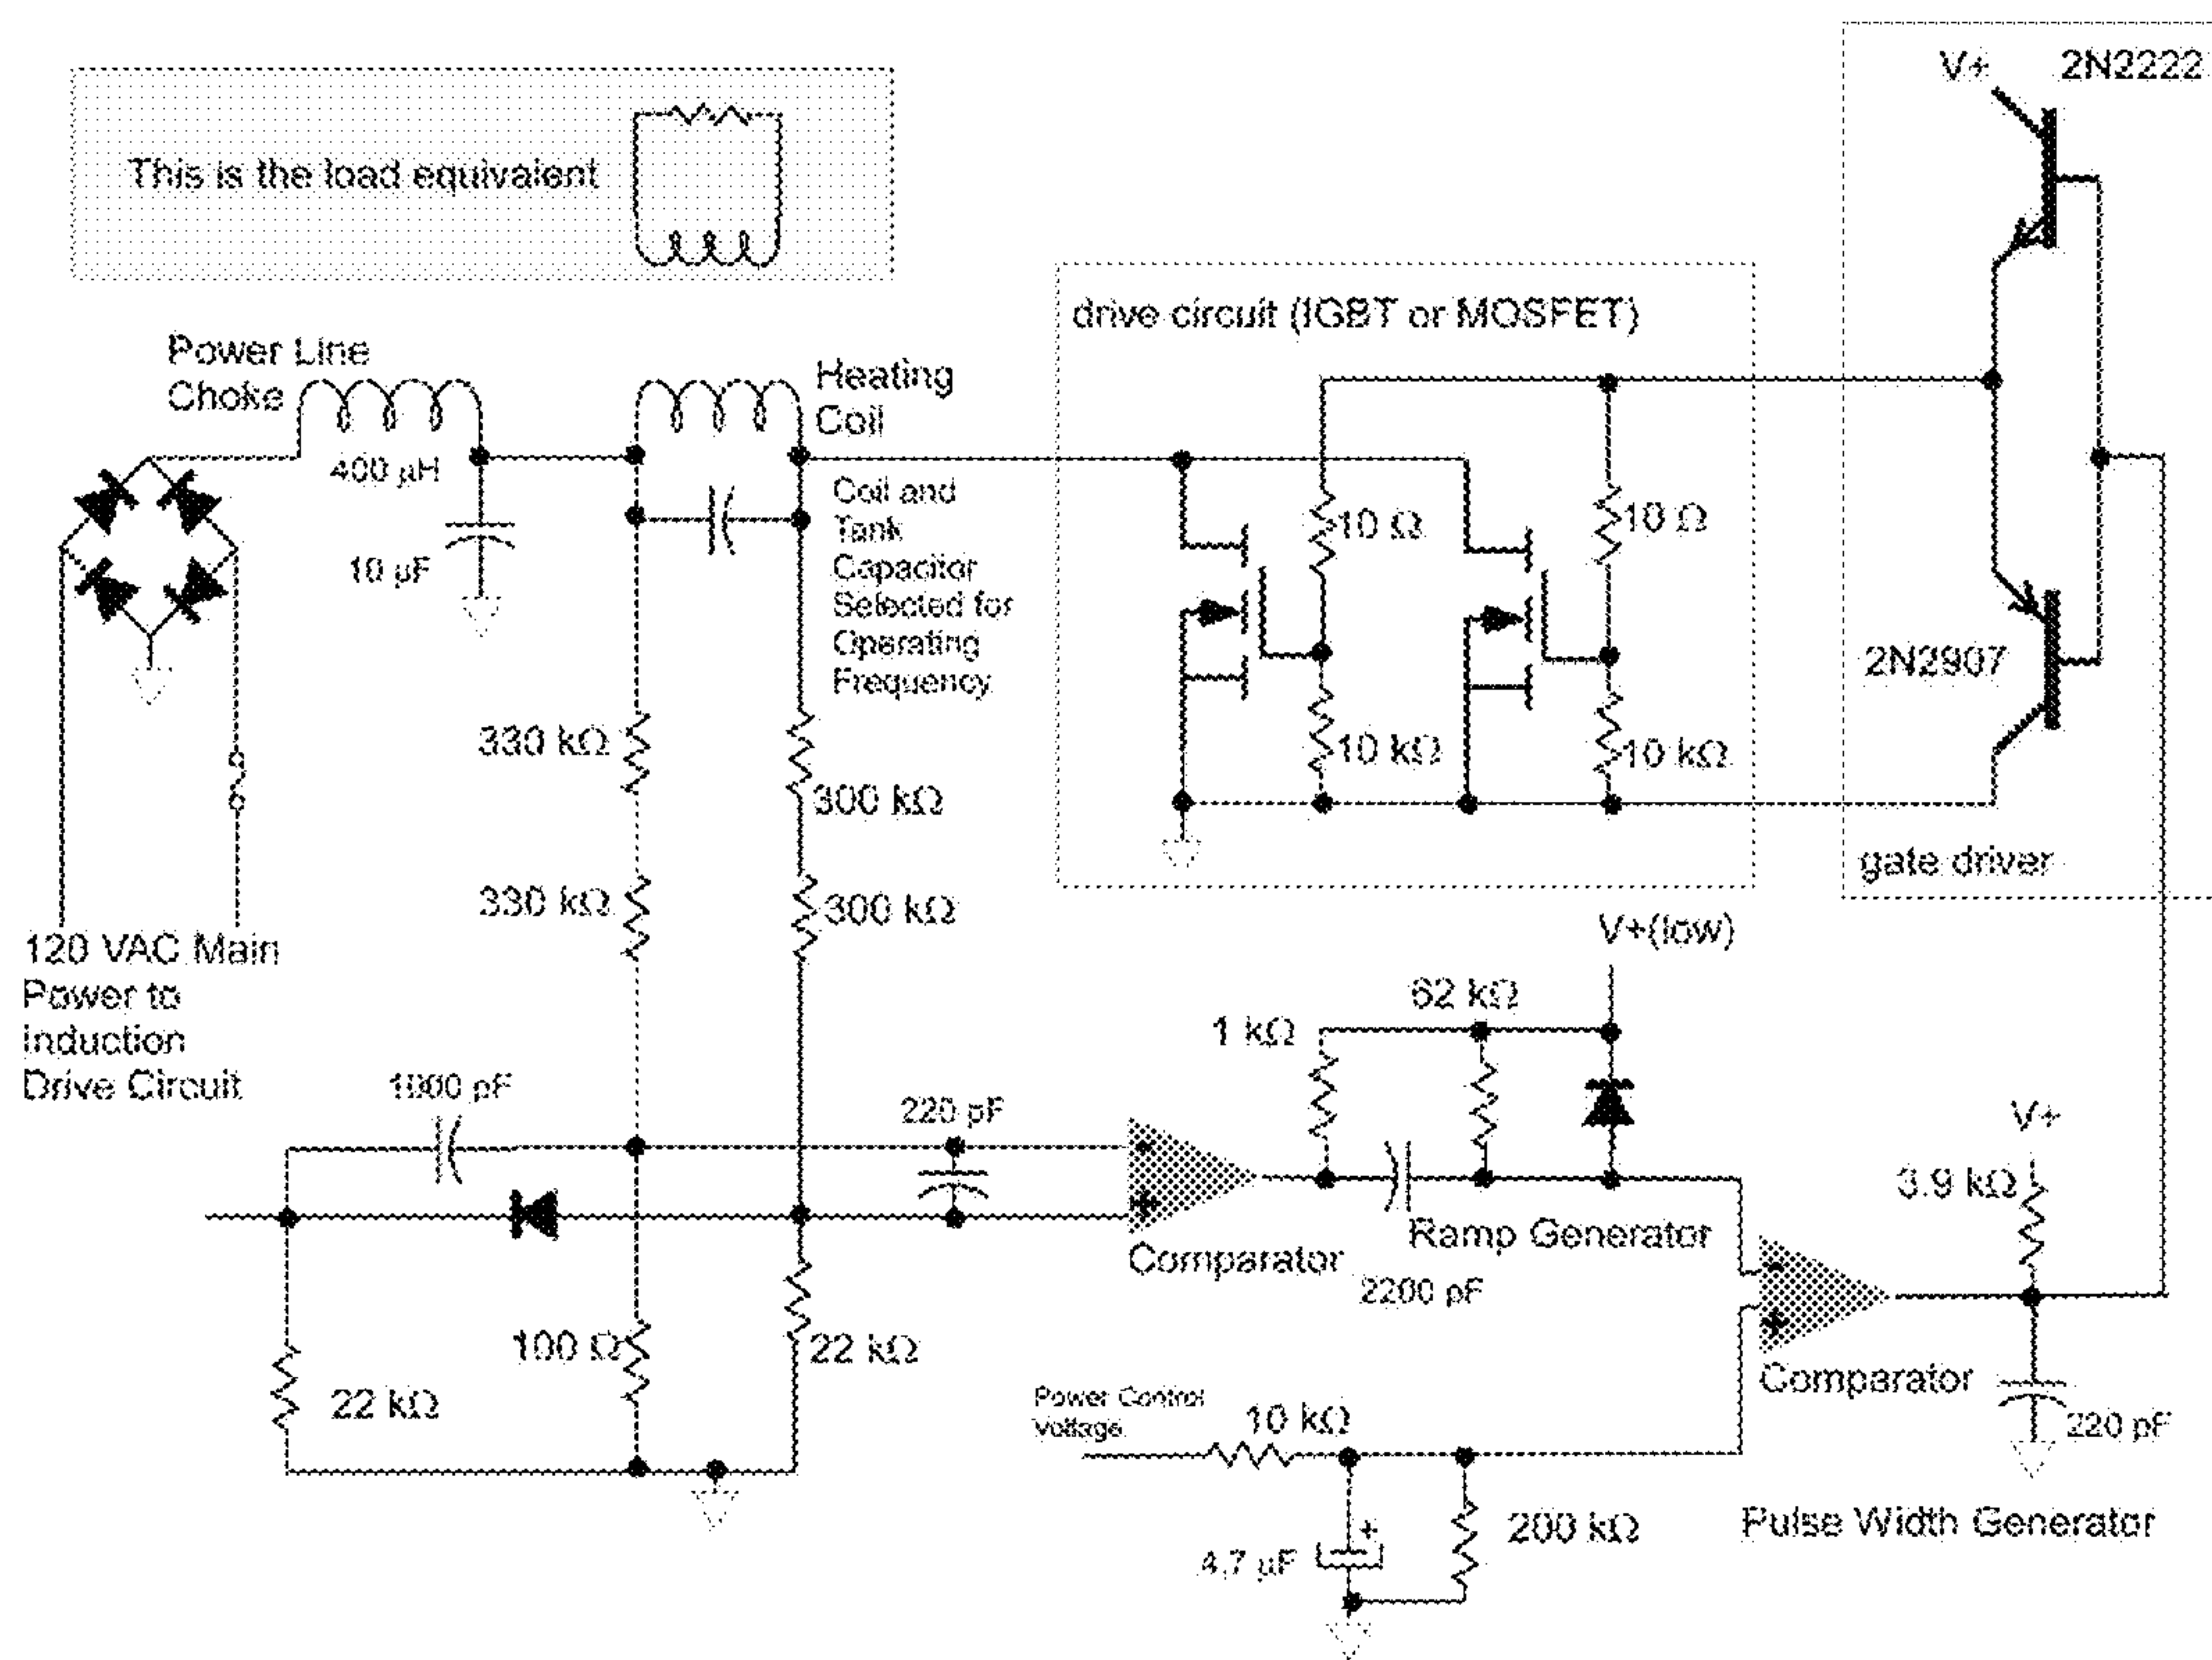 V+
2N2222
This is the load equivalent
drive circuit (IGBT or MOSFET)
Power Line
Choke
Heating
Coil
400 µH
10 µF
Coil and
Tank
Capacitor
Selected for
Operating
Frequency
10 Ω
10 Ω
2N2907
330 kΩ
300 kΩ
10 kΩ
10 kΩ
330 kΩ
300 kΩ
gate driver
120 VAC Main
Power to
Induction
Drive Circuit
V+(low)
62 kΩ
1 kΩ
1000 pF
220 pF
V+
3.9 kΩ
-
+
Comparator
Ramp Generator
2200 pF
-
+
Comparator
100 Ω
22 kΩ
22 kΩ
Power Control
Voltage
10 kΩ
220 pF
+
4.7 µF
200 kΩ
Pulse Width Generator